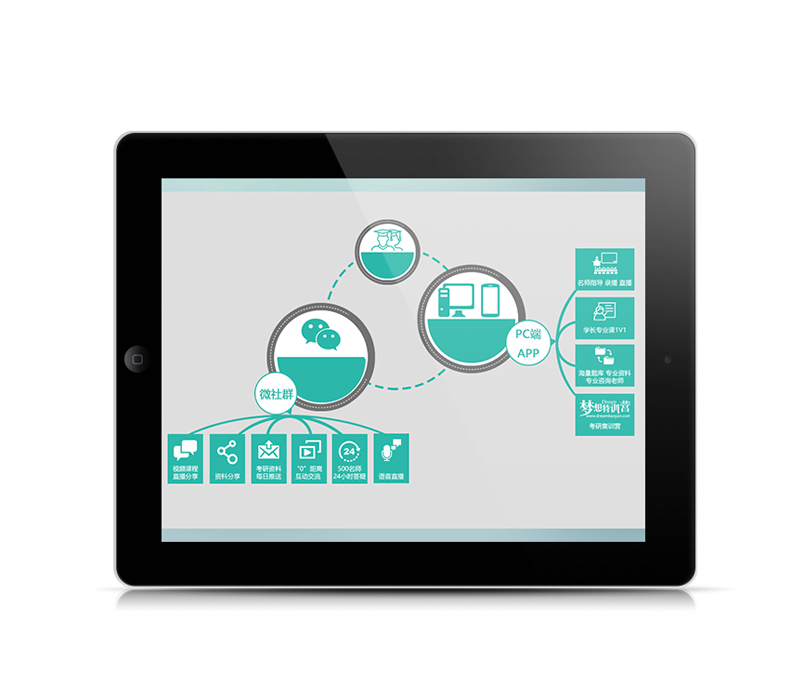 PC端
APP
名师指导 录播 直播
学长专业课1V1
海量题库 专业资料
专业咨询老师
Dream
梦想特训营
考研集训营
微社群
视频课程
直播分享
资料分享
考研资料
每日推送
"0" 距离
互动交流
24
500名师
24小时答疑
语音直播